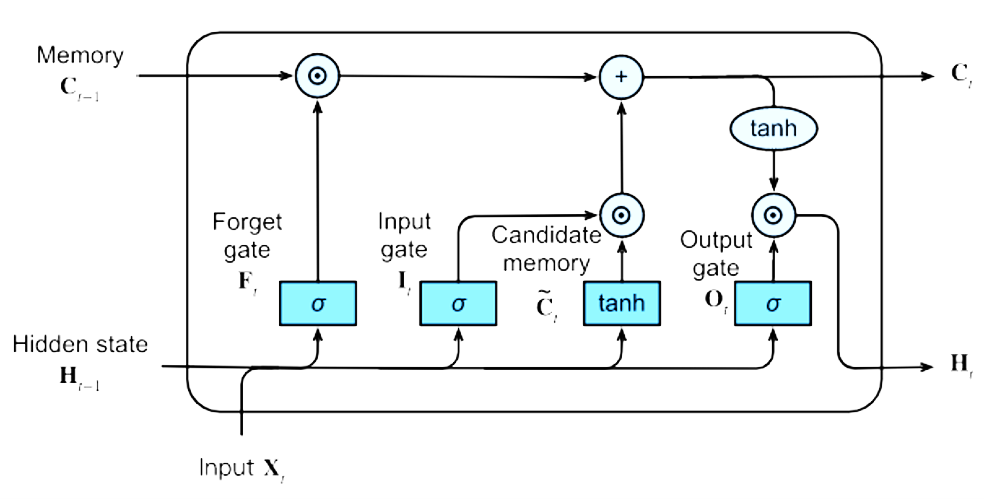 Memory
C_{t−1}
⊙
+
C_t
tanh
Forget
gate
F_t
Input
gate
I_t
Candidate
memory
C̃_t
⊙
Output
gate
O_t
⊙
σ
σ
tanh
σ
Hidden state
H_{t−1}
H_t
Input X_t